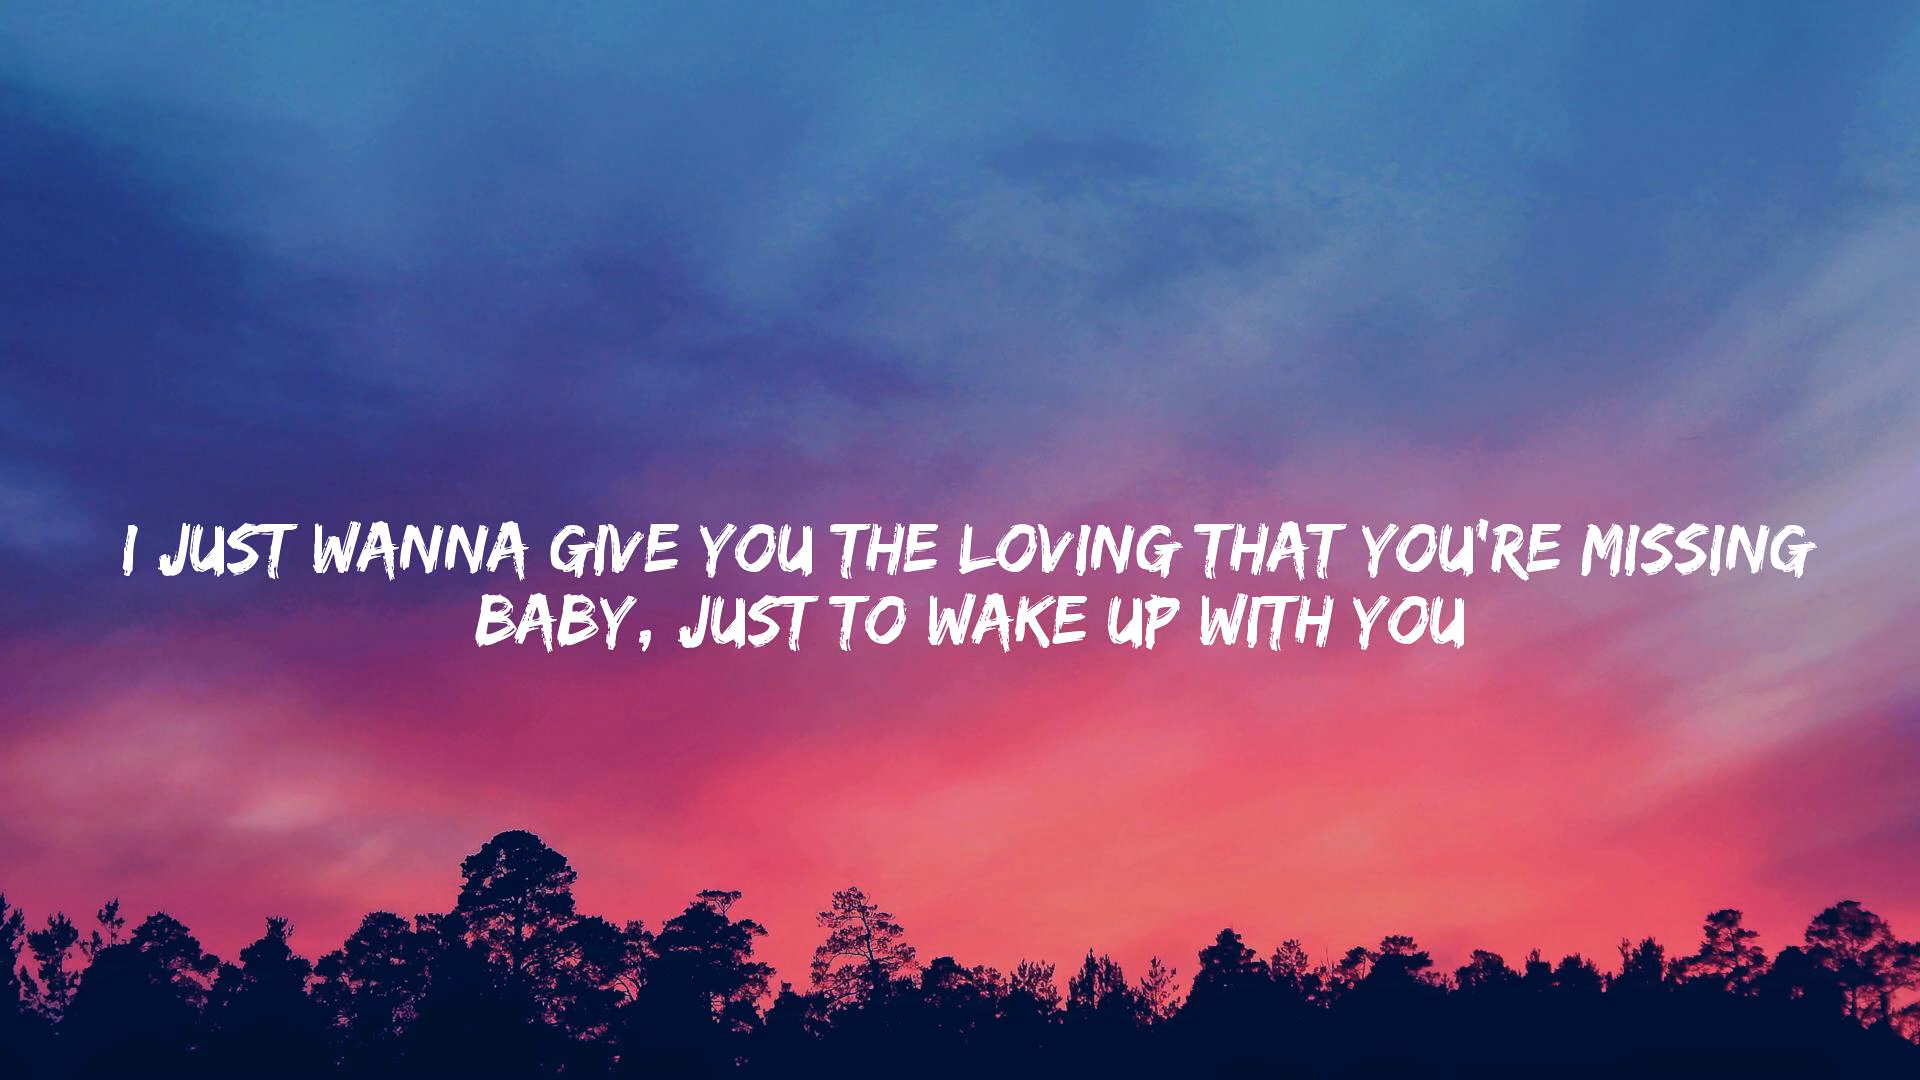 I JUST WANNA GIVE YOU THE LOVING THAT YOU'RE MISSING
BABY, JUST TO WAKE UP WITH YOU